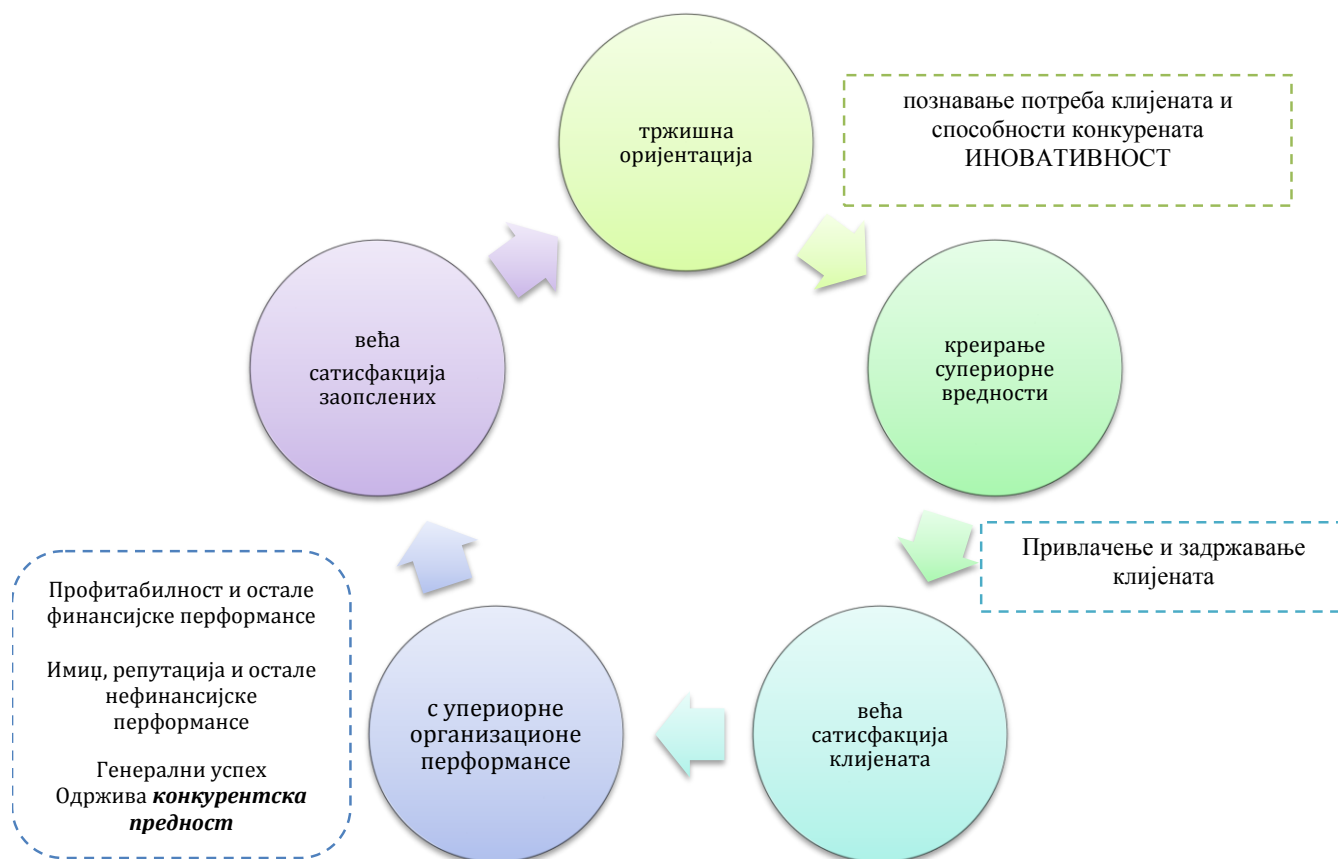 тржишна
оријентација
познавање потреба клијената и
способности конкурената
ИНОВАТИВНОСТ
креирање
супериорне
вредности
Привлачење и задржавање
клијената
већа
сатисфакција
клијената
с упериорне
организационе
перформансе
Профитабилност и остале
финансијске перформансе
Имиџ, репутација и остале
нефинансијске
перформансе
Генерални успех
Одржива конкурентска
предност
већа
сатисфакција
заопслених